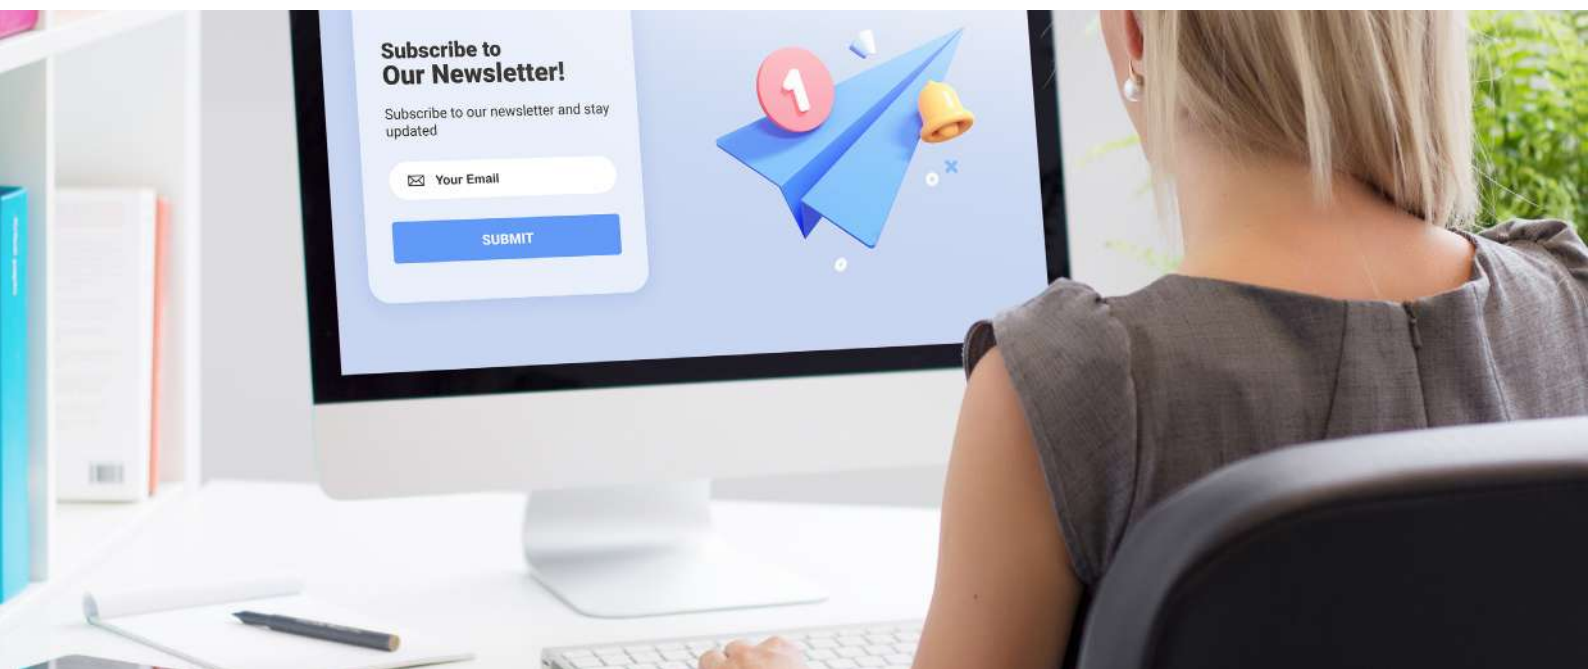 Subscribe to
Our Newsletter!
Subscribe to our newsletter and stay
updated
Your Email
SUBMIT
1